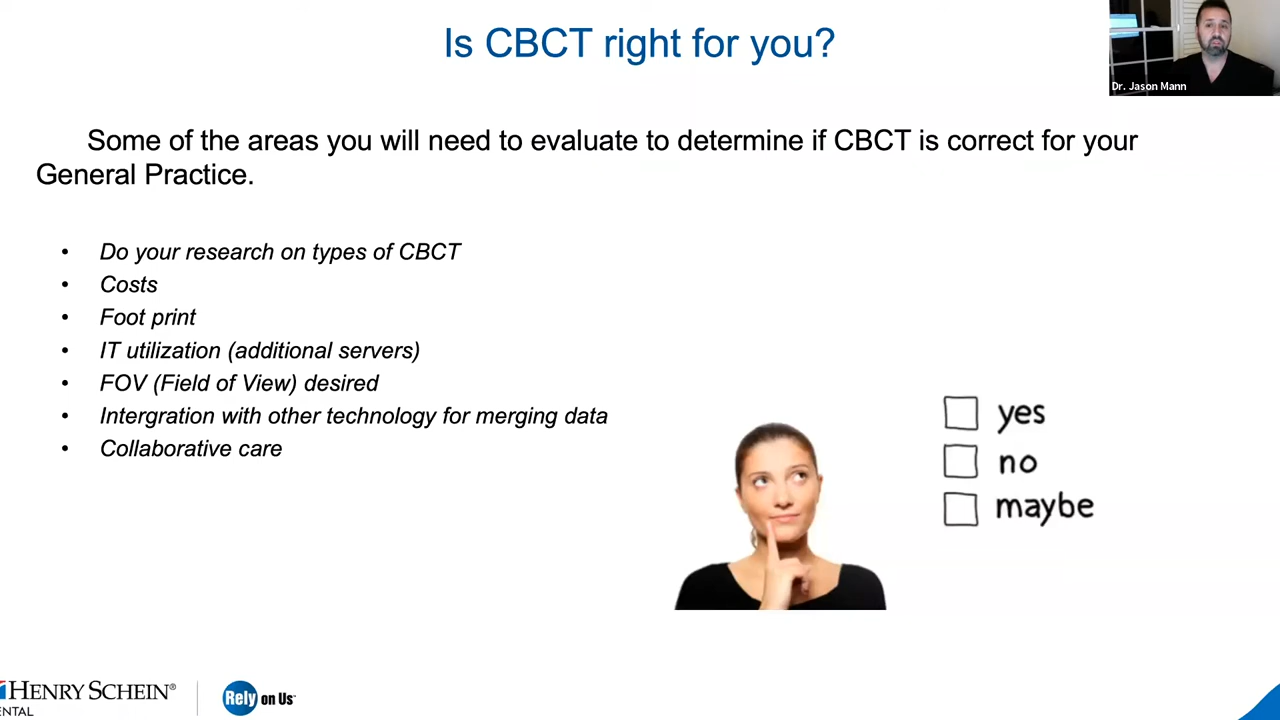 Is CBCT right for you?
Dr. Jason Mann
Some of the areas you will need to evaluate to determine if CBCT is correct for your
General Practice.
• Do your research on types of CBCT
• Costs
• Foot print
• IT utilization (additional servers)
• FOV (Field of View) desired
• Intergration with other technology for merging data
• Collaborative care
yes
no
maybe
HENRY SCHEIN®
ENTAL
Rely on Us™